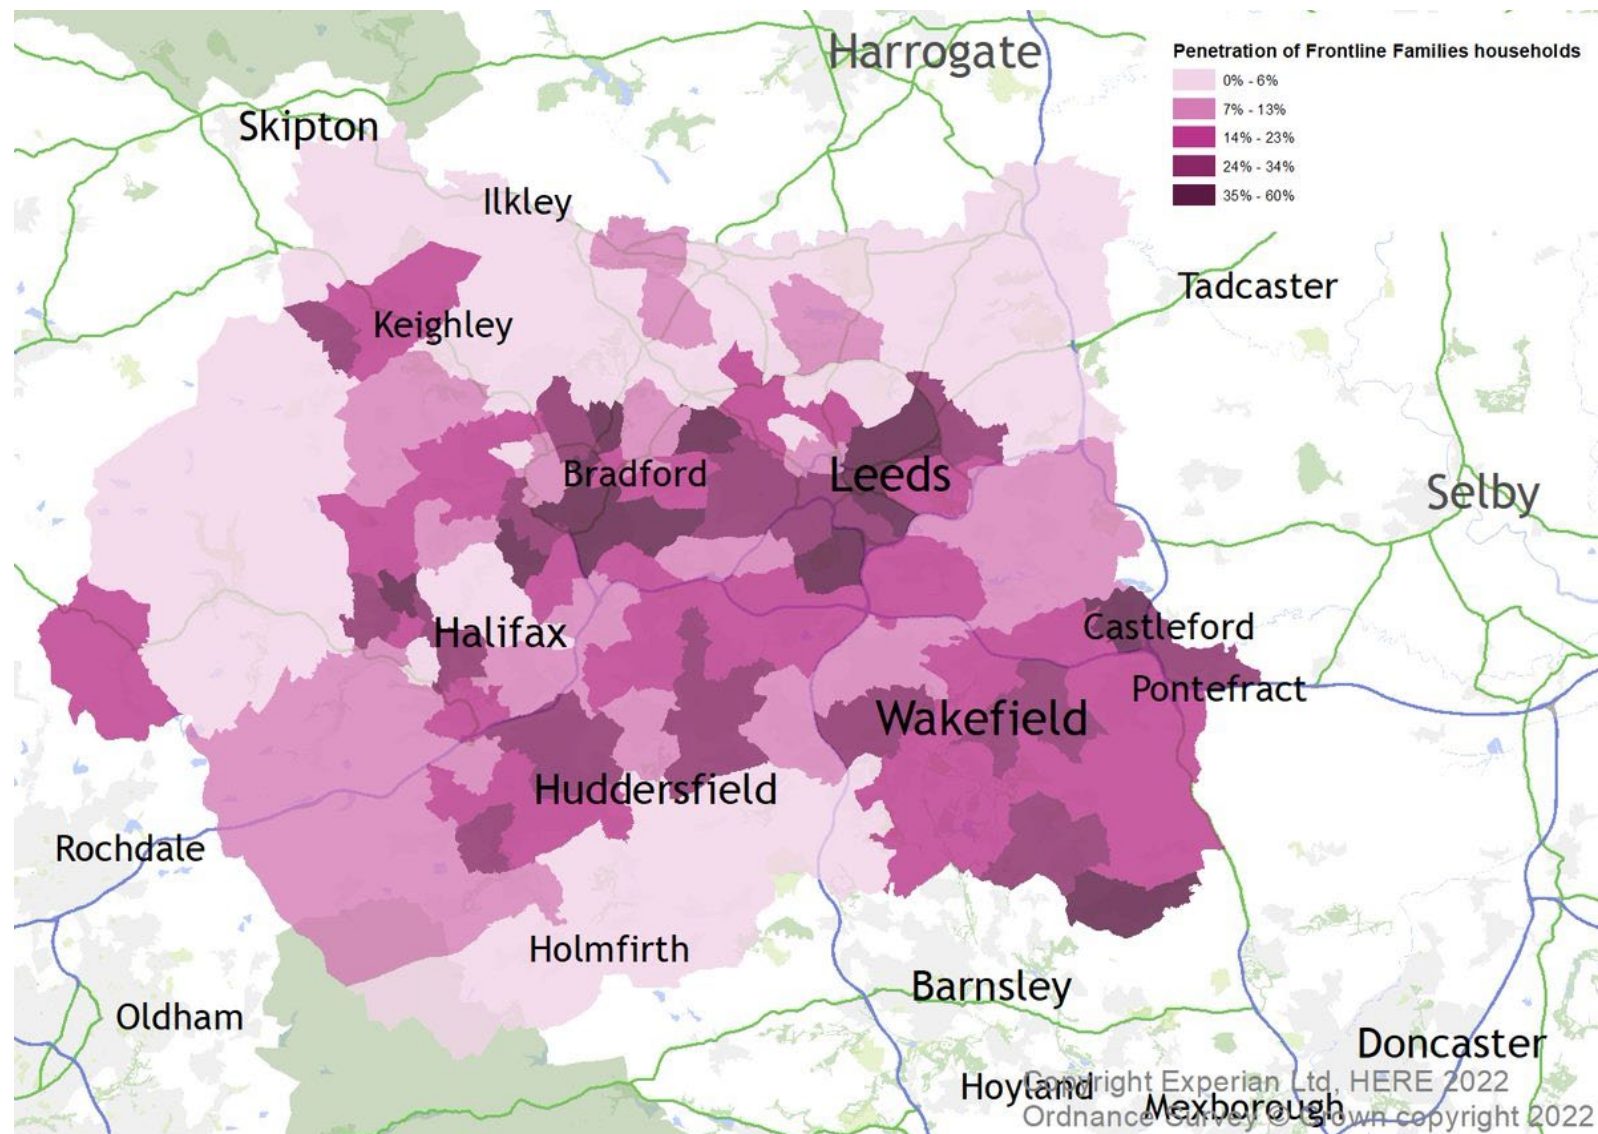 Harrogate
Penetration of Frontline Families households
0% - 6%
7% - 13%
14% - 23%
24% - 34%
35% - 60%
Skipton
Ilkley
Tadcaster
Keighley
Bradford
Leeds
Selby
Halifax
Castleford
Pontefract
Wakefield
Huddersfield
Rochdale
Holmfirth
Barnsley
Oldham
Doncaster
Hoyland
Mexborough
Copyright Experian Ltd, HERE 2022
Ordnance Survey © Crown copyright 2022